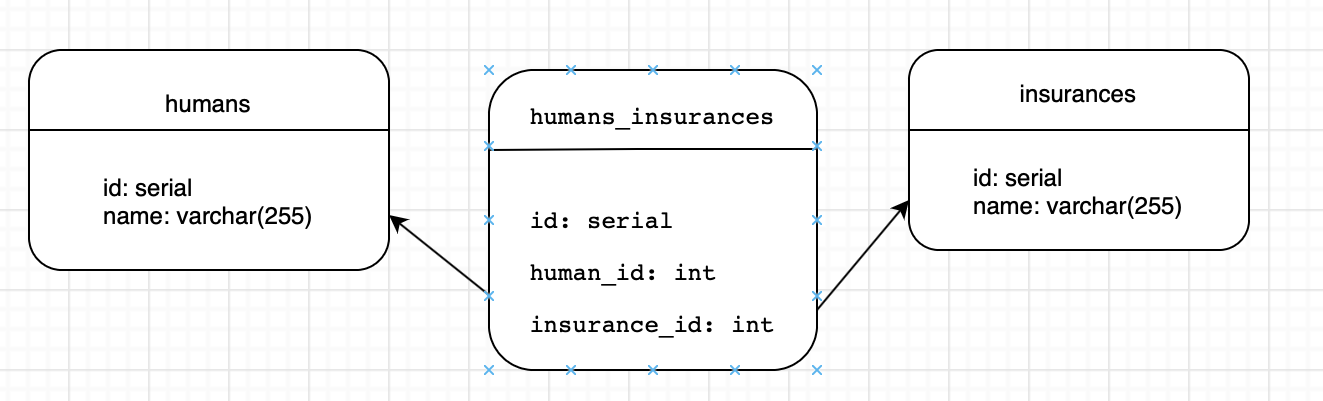 humans
id: serial
name: varchar(255)
humans_insurances
id: serial
human_id: int
insurance_id: int
insurances
id: serial
name: varchar(255)